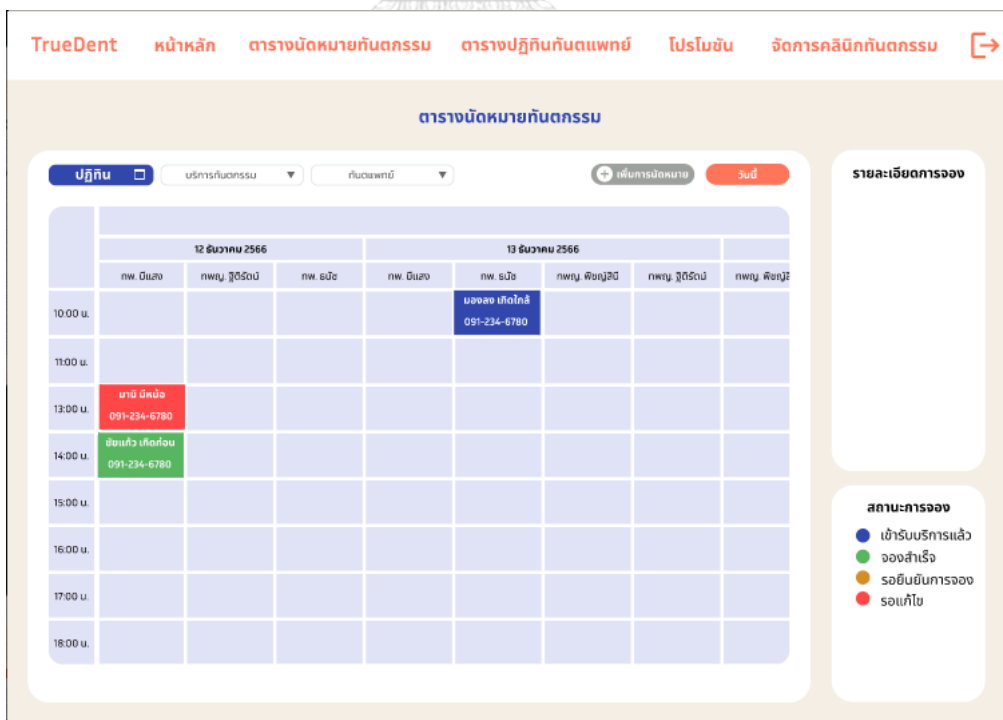 TrueDent หน้าหลัก ตารางนัดหมายทันตกรรม ตารางปฏิทินทันตแพทย์ โปรโมชัน จัดการคลินิกทันตกรรม
ตารางนัดหมายทันตกรรม
ปฏิทิน บริการทันตกรรม ทันตแพทย์ เพิ่มการนัดหมาย วันนี้
12 ธันวาคม 2566 13 ธันวาคม 2566
ทพ. มีแสง ทพญ. ฐิติรัตน์ ทพ. ธนัช ทพ. มีแสง ทพ. ธนัช ทพญ. พิชญ์สินี ทพญ. ฐิติรัตน์ ทพญ.
10:00 น.
มองลง เกิดใกล้
091-234-6780
11:00 น.
13:00 น.
มานี มีหม้อ
091-234-6780
14:00 น.
ชัยแก้ว เกิดก่อน
091-234-6780
15:00 น.
16:00 น.
17:00 น.
18:00 น.
รายละเอียดการจอง
สถานะการจอง
เข้ารับบริการแล้ว
จองสำเร็จ
รอยืนยันการจอง
รอแก้ไข